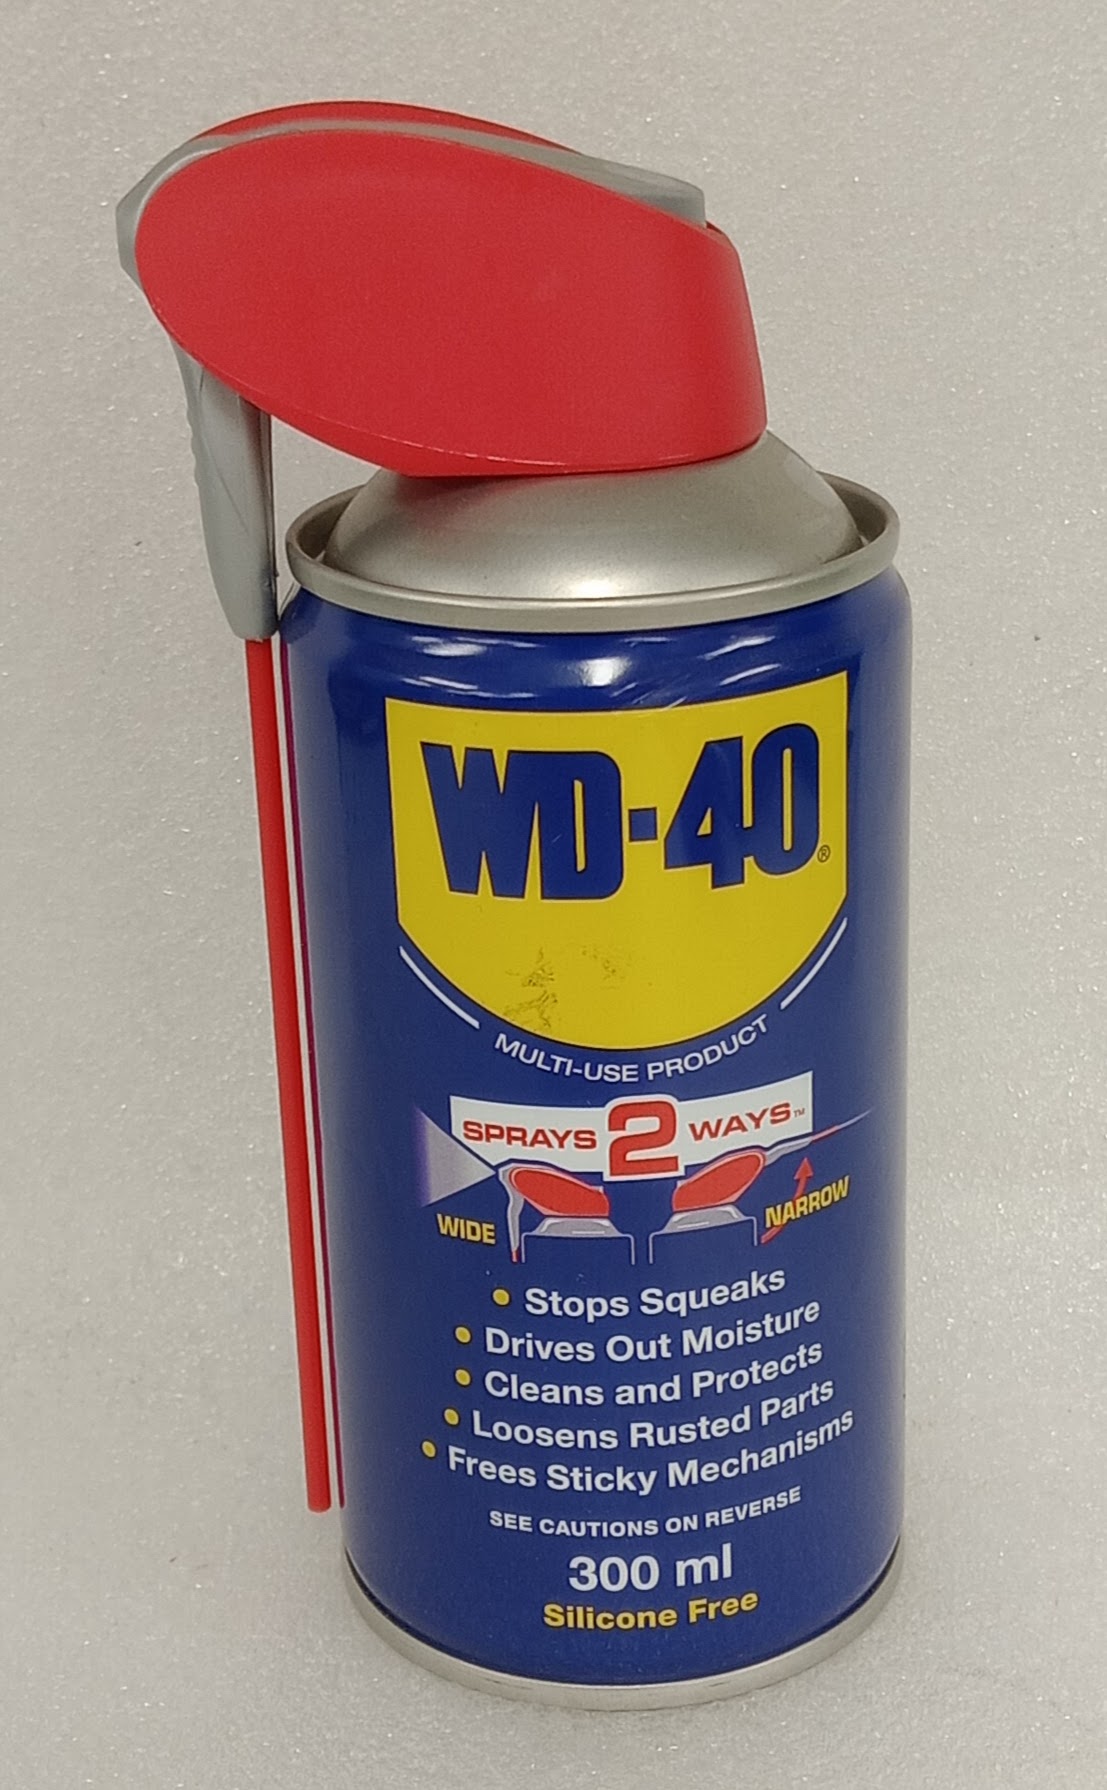 WD-40®
MULTI-USE PRODUCT
SPRAYS 2 WAYS™
WIDE
NARROW
• Stops Squeaks
• Drives Out Moisture
• Cleans and Protects
• Loosens Rusted Parts
• Frees Sticky Mechanisms
SEE CAUTIONS ON REVERSE
300 ml
Silicone Free